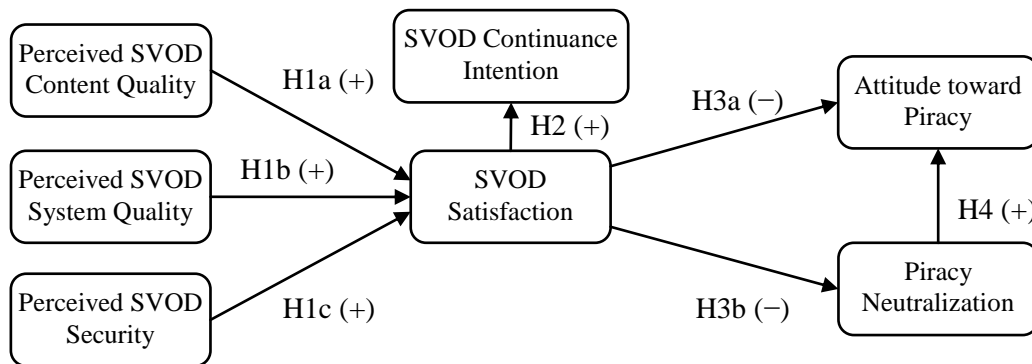 Perceived SVOD
Content Quality
H1a (+)
SVOD Continuance
Intention
H3a (−)
Attitude toward
Piracy
H2 (+)
Perceived SVOD
System Quality
H1b (+)
SVOD
Satisfaction
H4 (+)
Perceived SVOD
Security
H1c (+)
H3b (−)
Piracy
Neutralization